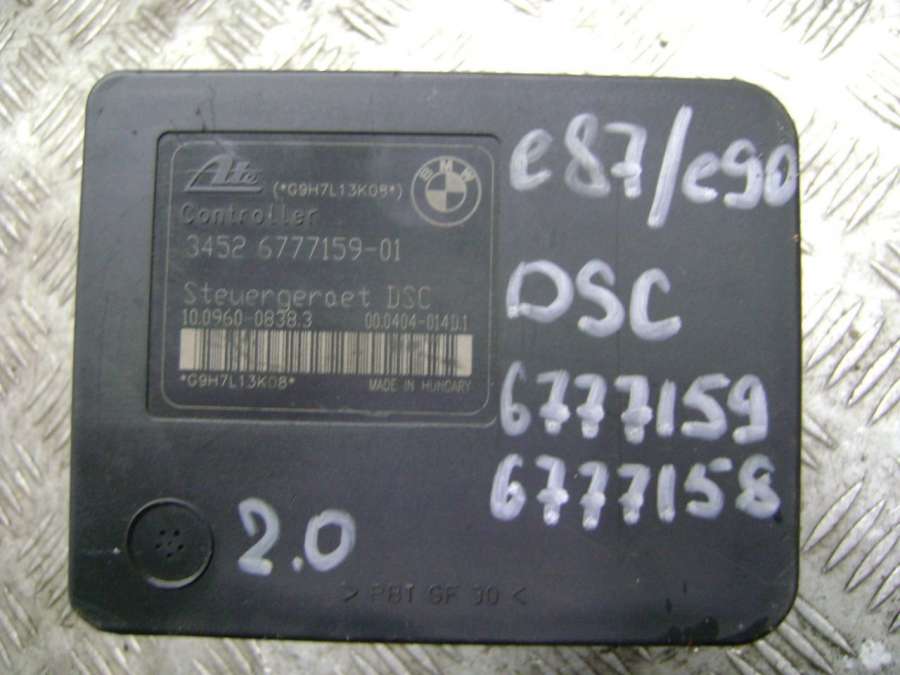 Ate (*G9H7L13K08*) BMW
Controller
3452 6777159-01
Steuergeraet DSC
10.0960-0838.3 00.0404-014D.1
*G9H7L13K08* MADE IN HUNGARY
e87/e90
DSC
6777159
6777158
2.0
> PBT GF 30 <